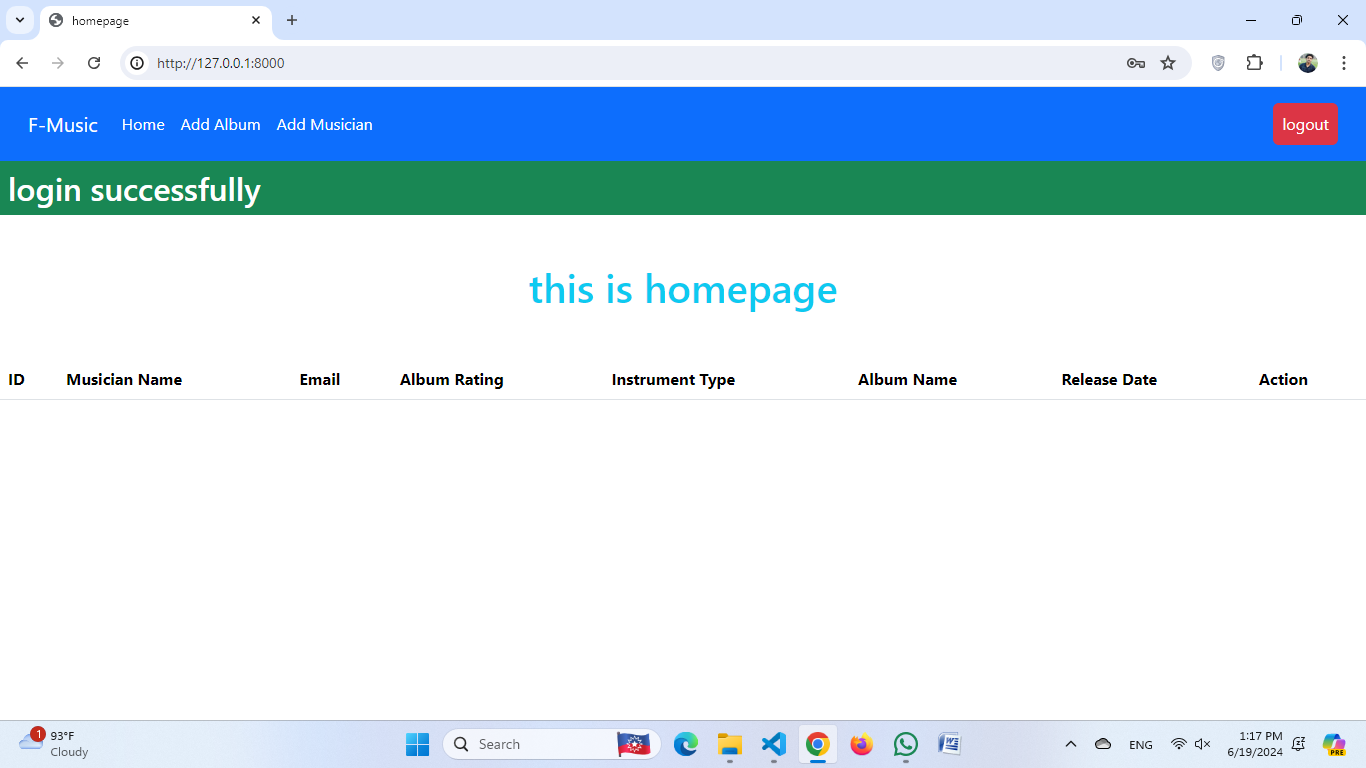 homepage
http://127.0.0.1:8000
F-Music Home Add Album Add Musician logout
login successfully
this is homepage
ID Musician Name Email Album Rating Instrument Type Album Name Release Date Action
1 93°F
Cloudy
Search
ENG
1:17 PM
6/19/2024
PRE